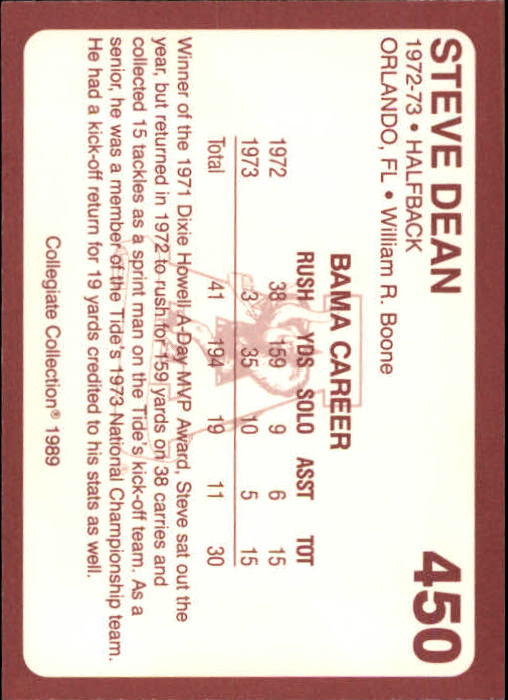 STEVE DEAN 450
1972-73 • HALFBACK
ORLANDO, FL • William R. Boone
BAMA CAREER
RUSH YDS SOLO ASST TOT
1972 38 159 9 6 15
1973 3 35 10 5 15
Total 41 194 19 11 30
Winner of the 1971 Dixie Howell A-Day MVP Award, Steve sat out the
year, but returned in 1972 to rush for 159 yards on 38 carries and
collected 15 tackles as a sprint man on the Tide's kick-off team. As a
senior, he was a member of the Tide's 1973 National Championship team.
He had a kick-off return for 19 yards credited to his stats as well.
Collegiate Collection® 1989